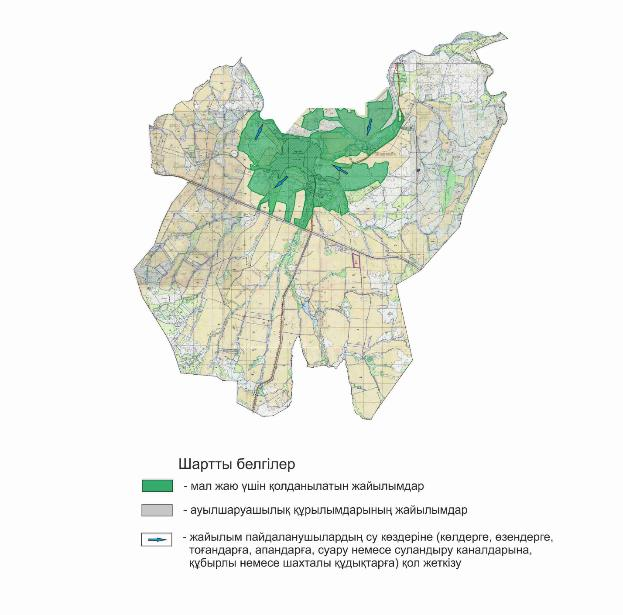 Шартты белгілер
- мал жаю үшін қолданылатын жайылымдар
- ауылшаруашылық құрылымдарының жайылымдар
- жайылым пайдаланушылардың су көздеріне (көлдерге, өзендерге,
тоғандарға, апандарға, суару немесе суландыру каналдарына,
құбырлы немесе шахталы құдықтарға) қол жеткізу